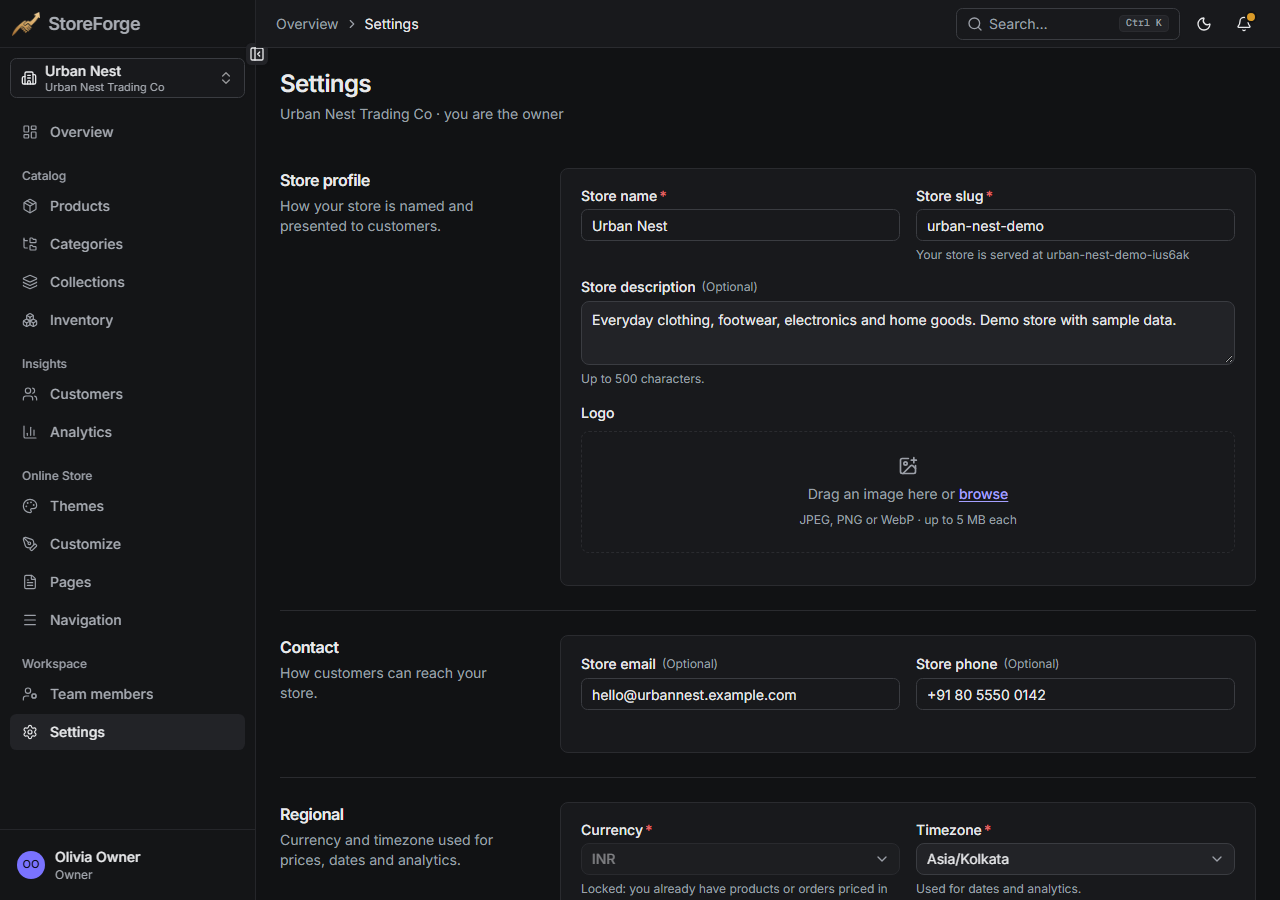 StoreForge
Overview > Settings
Search...
Ctrl K
Urban Nest
Urban Nest Trading Co
Overview
Catalog
Products
Categories
Collections
Inventory
Insights
Customers
Analytics
Online Store
Themes
Customize
Pages
Navigation
Workspace
Team members
Settings
OO
Olivia Owner
Owner
Settings
Urban Nest Trading Co · you are the owner
Store profile
How your store is named and
presented to customers.
Store name *
Urban Nest
Store slug *
urban-nest-demo
Your store is served at urban-nest-demo-ius6ak
Store description (Optional)
Everyday clothing, footwear, electronics and home goods. Demo store with sample data.
Up to 500 characters.
Logo
Drag an image here or browse
JPEG, PNG or WebP · up to 5 MB each
Contact
How customers can reach your
store.
Store email (Optional)
hello@urbannest.example.com
Store phone (Optional)
+91 80 5550 0142
Regional
Currency and timezone used for
prices, dates and analytics.
Currency *
INR
Locked: you already have products or orders priced in
Timezone *
Asia/Kolkata
Used for dates and analytics.